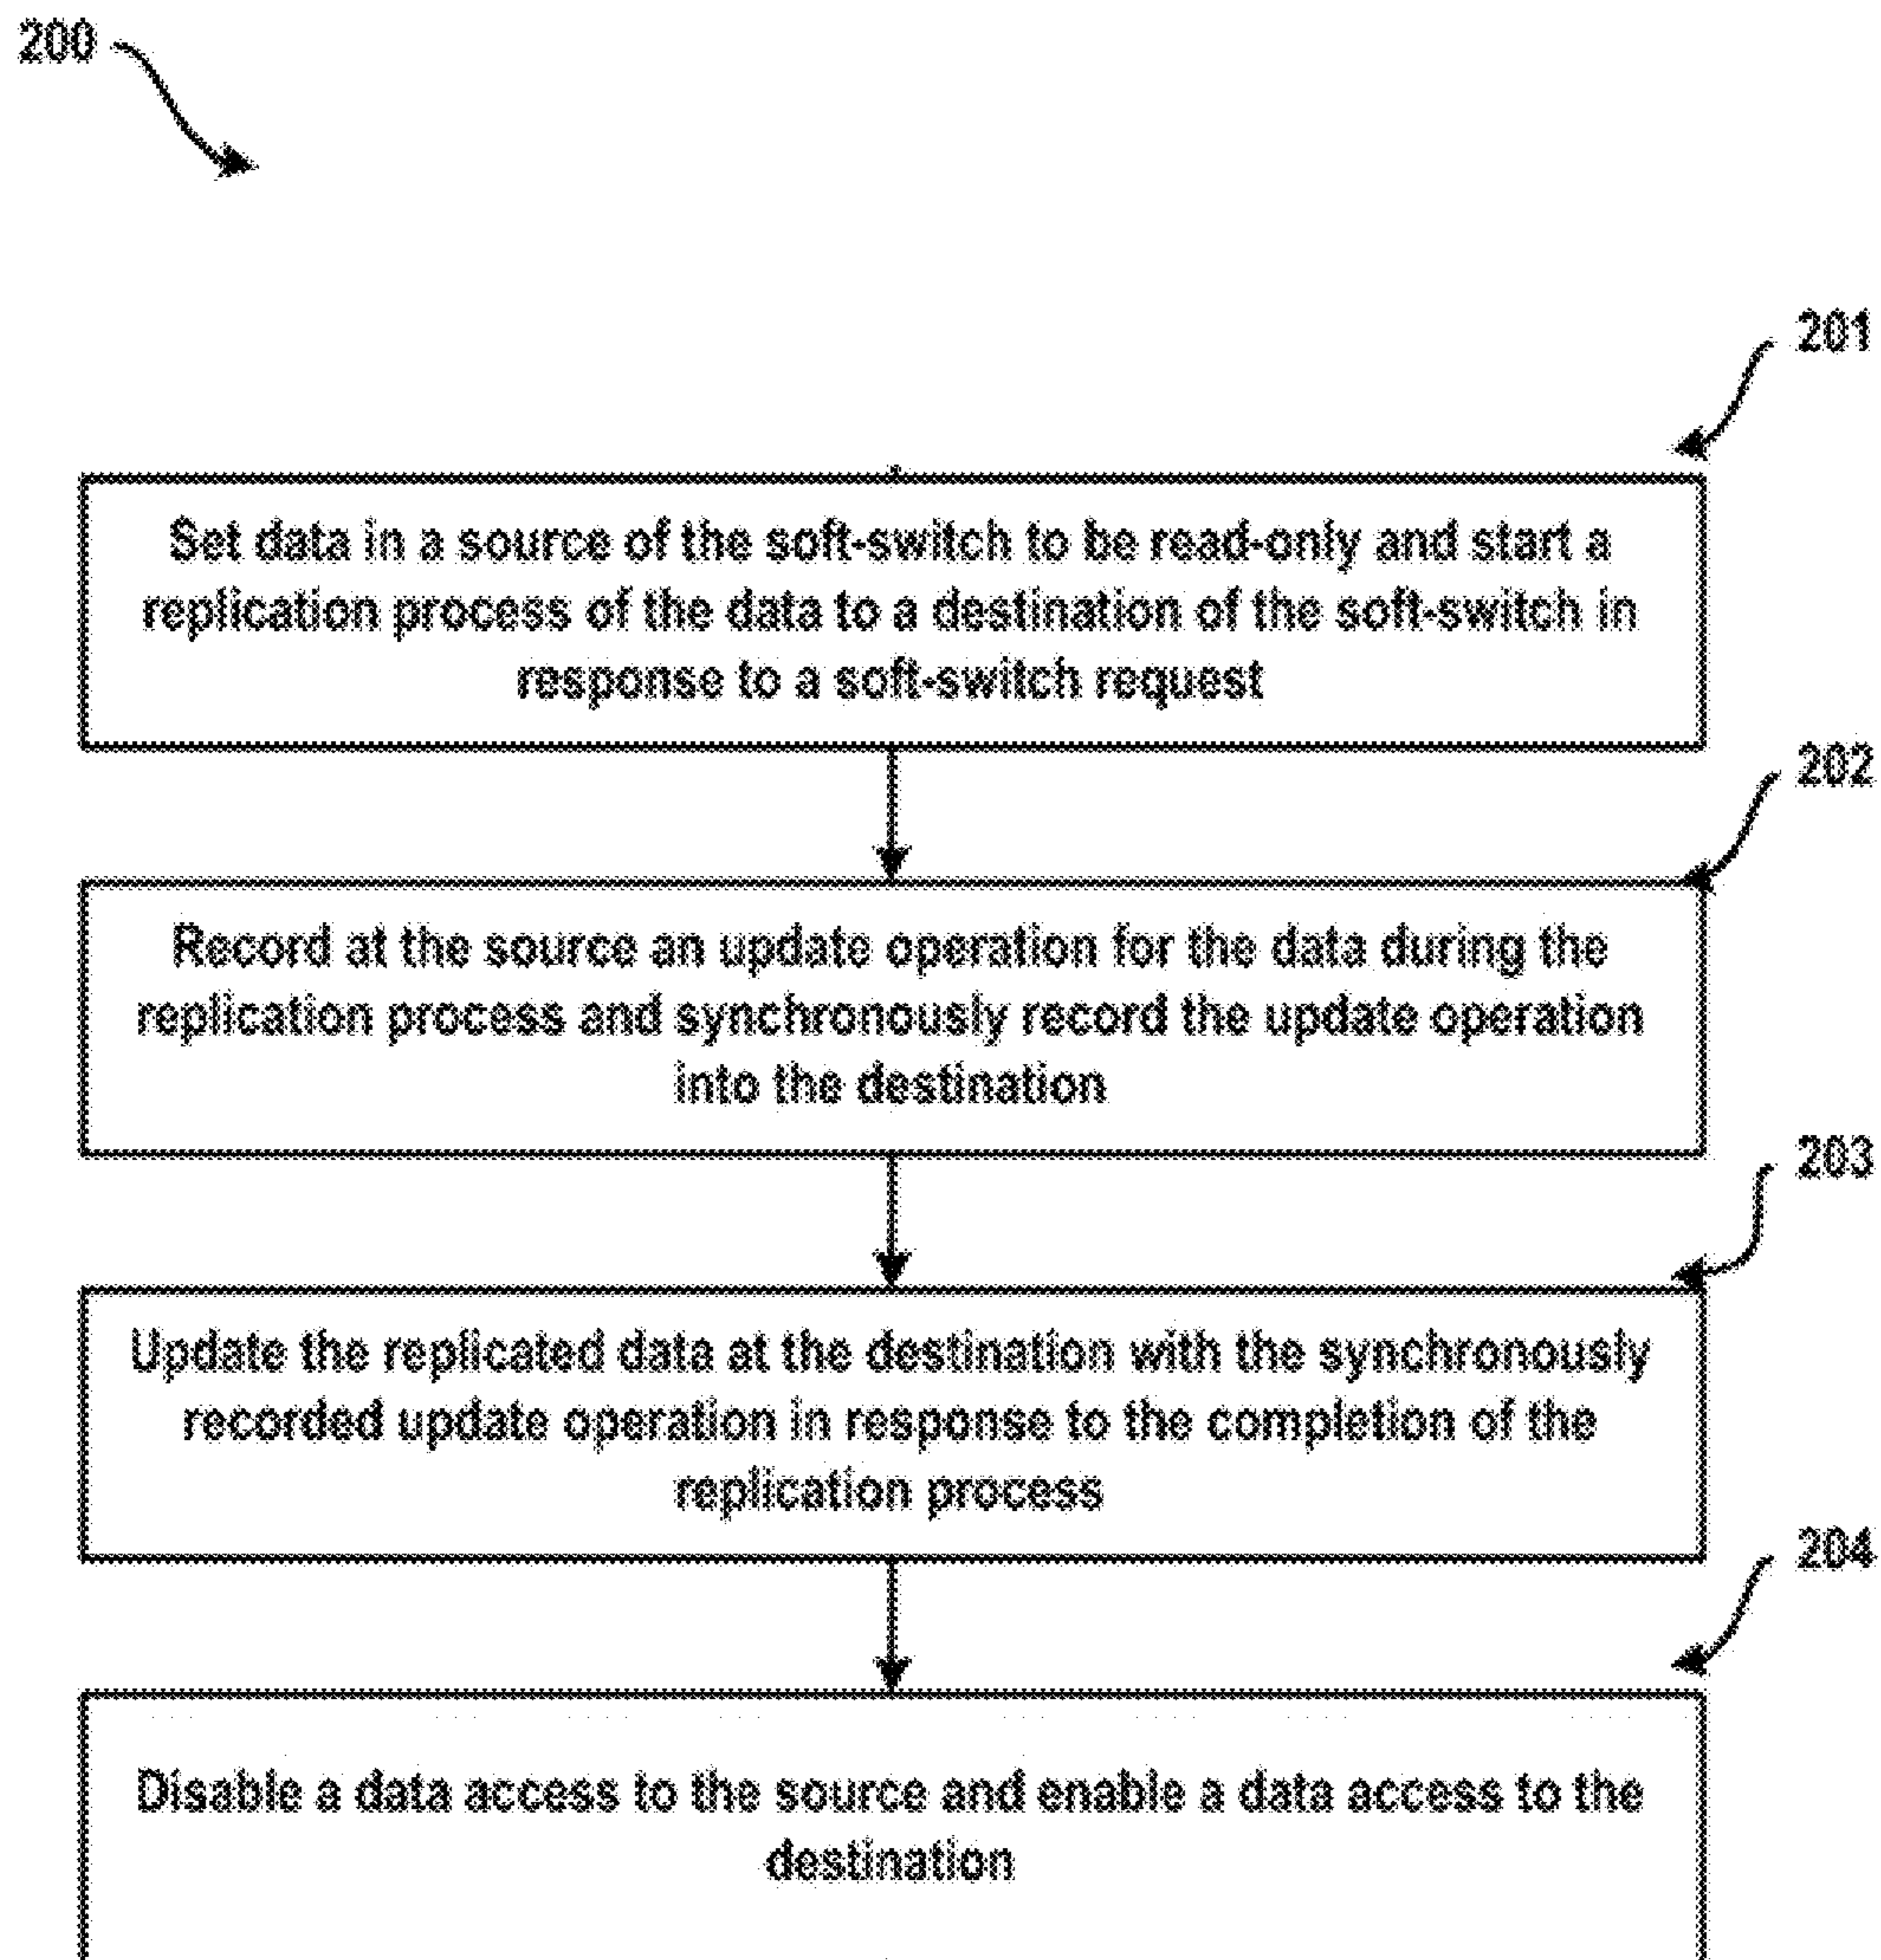 200
201
Set data in a source of the soft-switch to be read-only and start a
replication process of the data to a destination of the soft-switch in
response to a soft-switch request
202
Record at the source an update operation for the data during the
replication process and synchronously record the update operation
into the destination
203
Update the replicated data at the destination with the synchronously
recorded update operation in response to the completion of the
replication process
204
Disable a data access to the source and enable a data access to the
destination